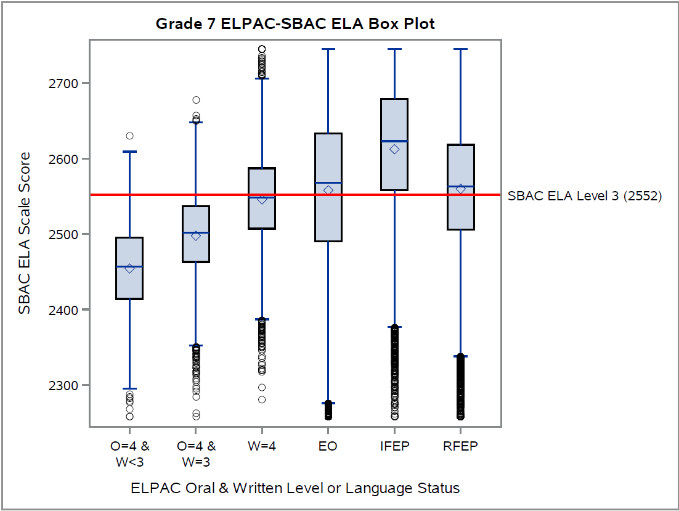 Grade 7 ELPAC-SBAC ELA Box Plot
SBAC ELA Scale Score
2700
2600
2500
2400
2300
SBAC ELA Level 3 (2552)
O=4 &
W<3
O=4 &
W=3
W=4
EO
IFEP
RFEP
ELPAC Oral & Written Level or Language Status